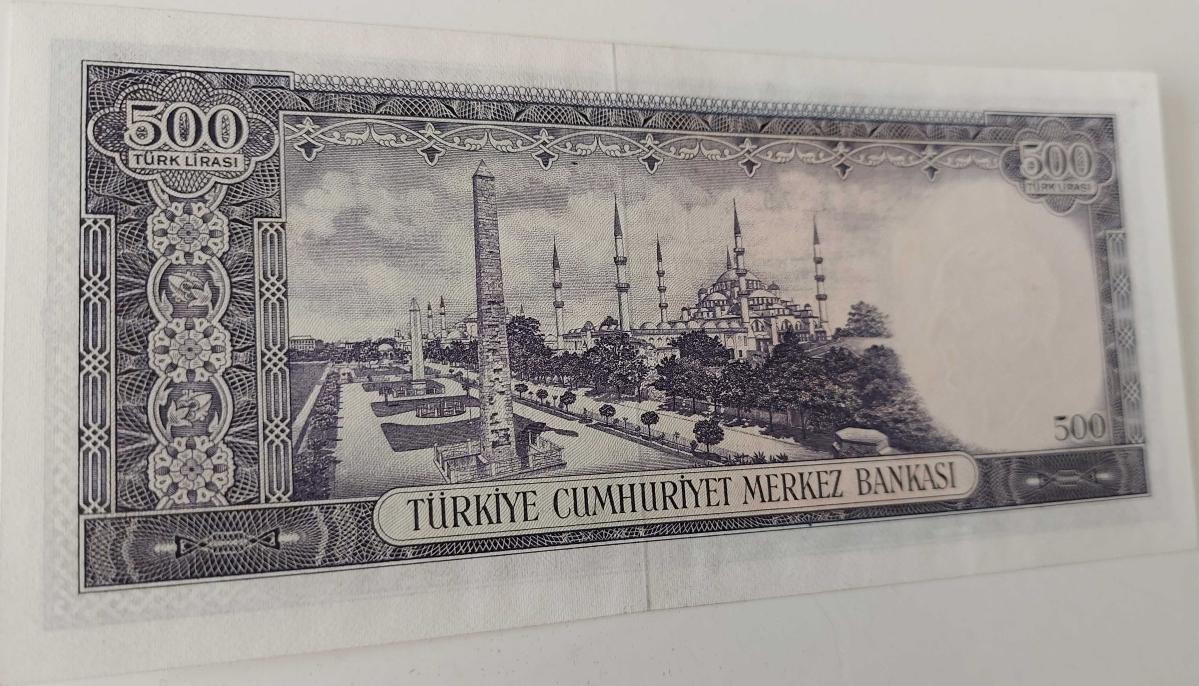 500
TÜRK LİRASI
500
TÜRK LİRASI
500
TÜRKİYE CUMHURİYET MERKEZ BANKASI